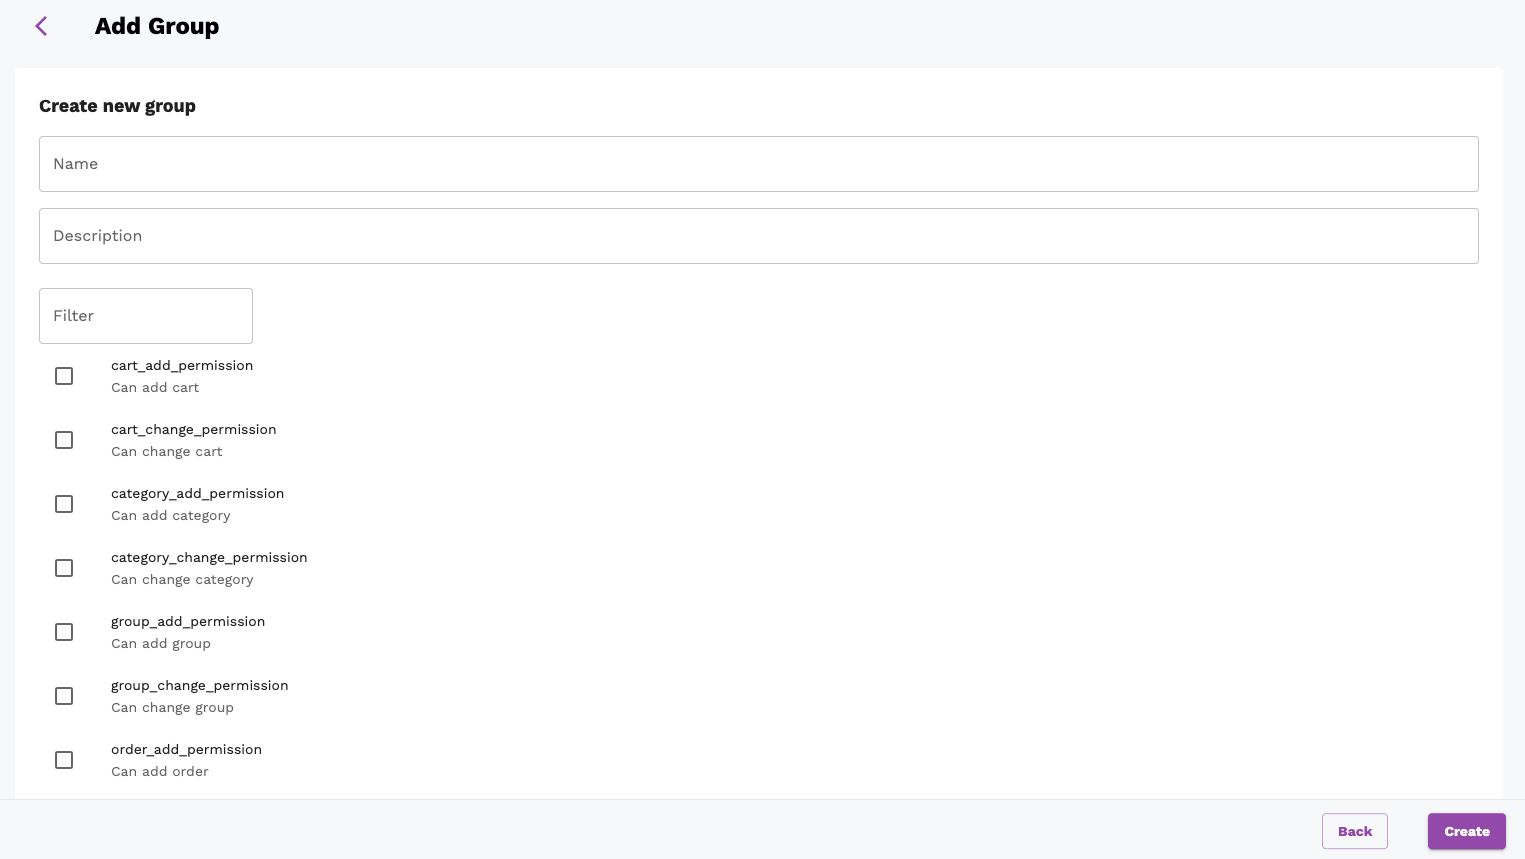 Add Group
Create new group
Name
Description
Filter
cart_add_permission
Can add cart
cart_change_permission
Can change cart
category_add_permission
Can add category
category_change_permission
Can change category
group_add_permission
Can add group
group_change_permission
Can change group
order_add_permission
Can add order
Back
Create